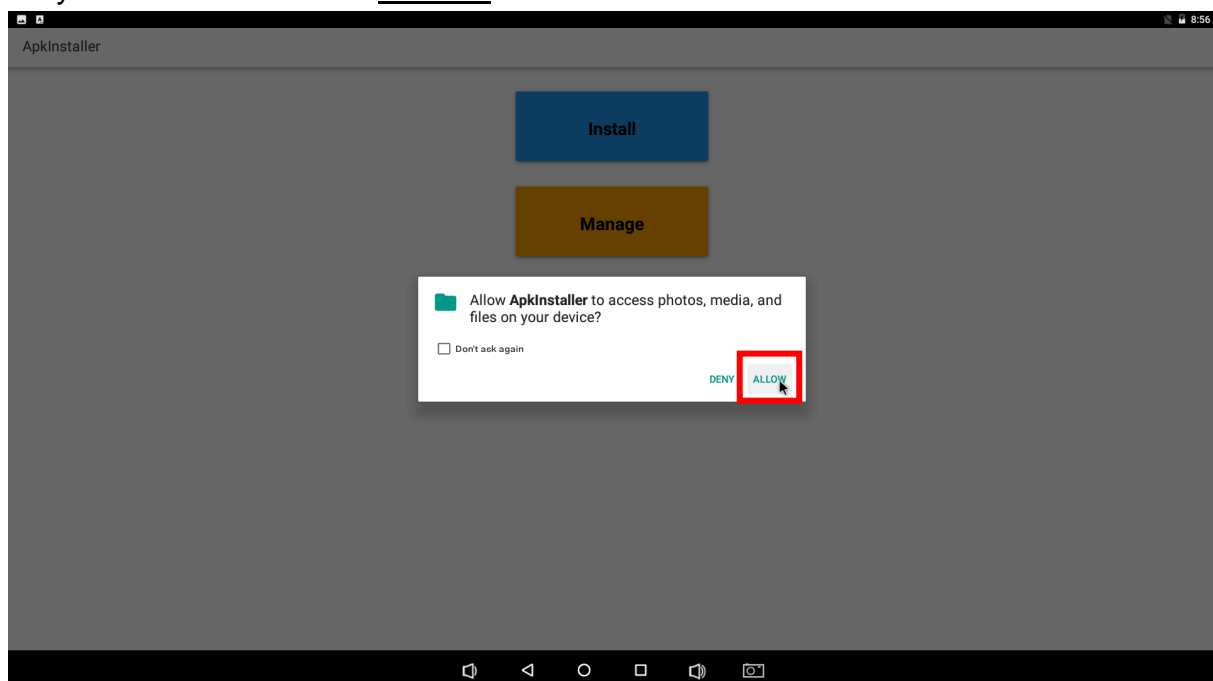 8:56
ApkInstaller
Install
Manage
Allow ApkInstaller to access photos, media, and
files on your device?
Don't ask again
DENY ALLOW